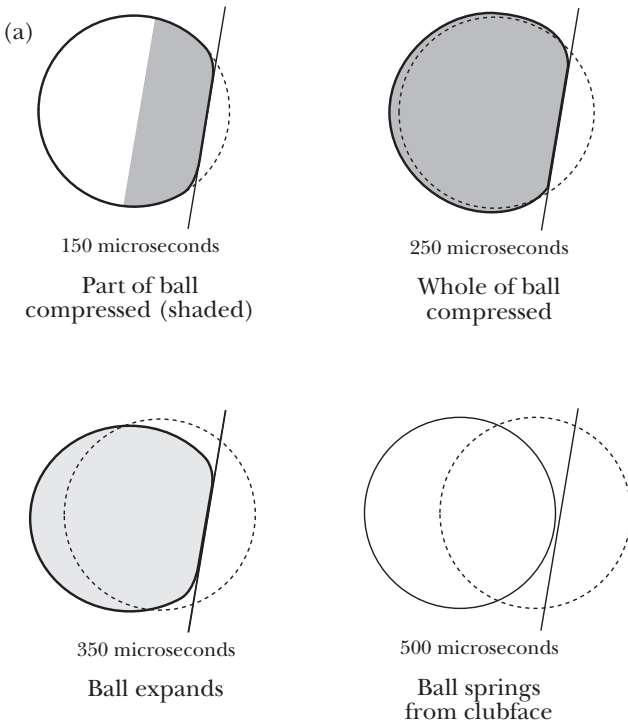 (a)
150 microseconds
Part of ball
compressed (shaded)
250 microseconds
Whole of ball
compressed
350 microseconds
Ball expands
500 microseconds
Ball springs
from clubface